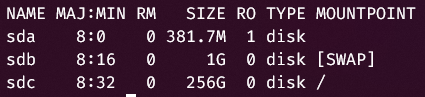 NAME MAJ:MIN RM   SIZE RO TYPE MOUNTPOINT
sda    8:0    0 381.7M  1 disk
sdb    8:16   0     1G  0 disk [SWAP]
sdc    8:32   0   256G  0 disk /